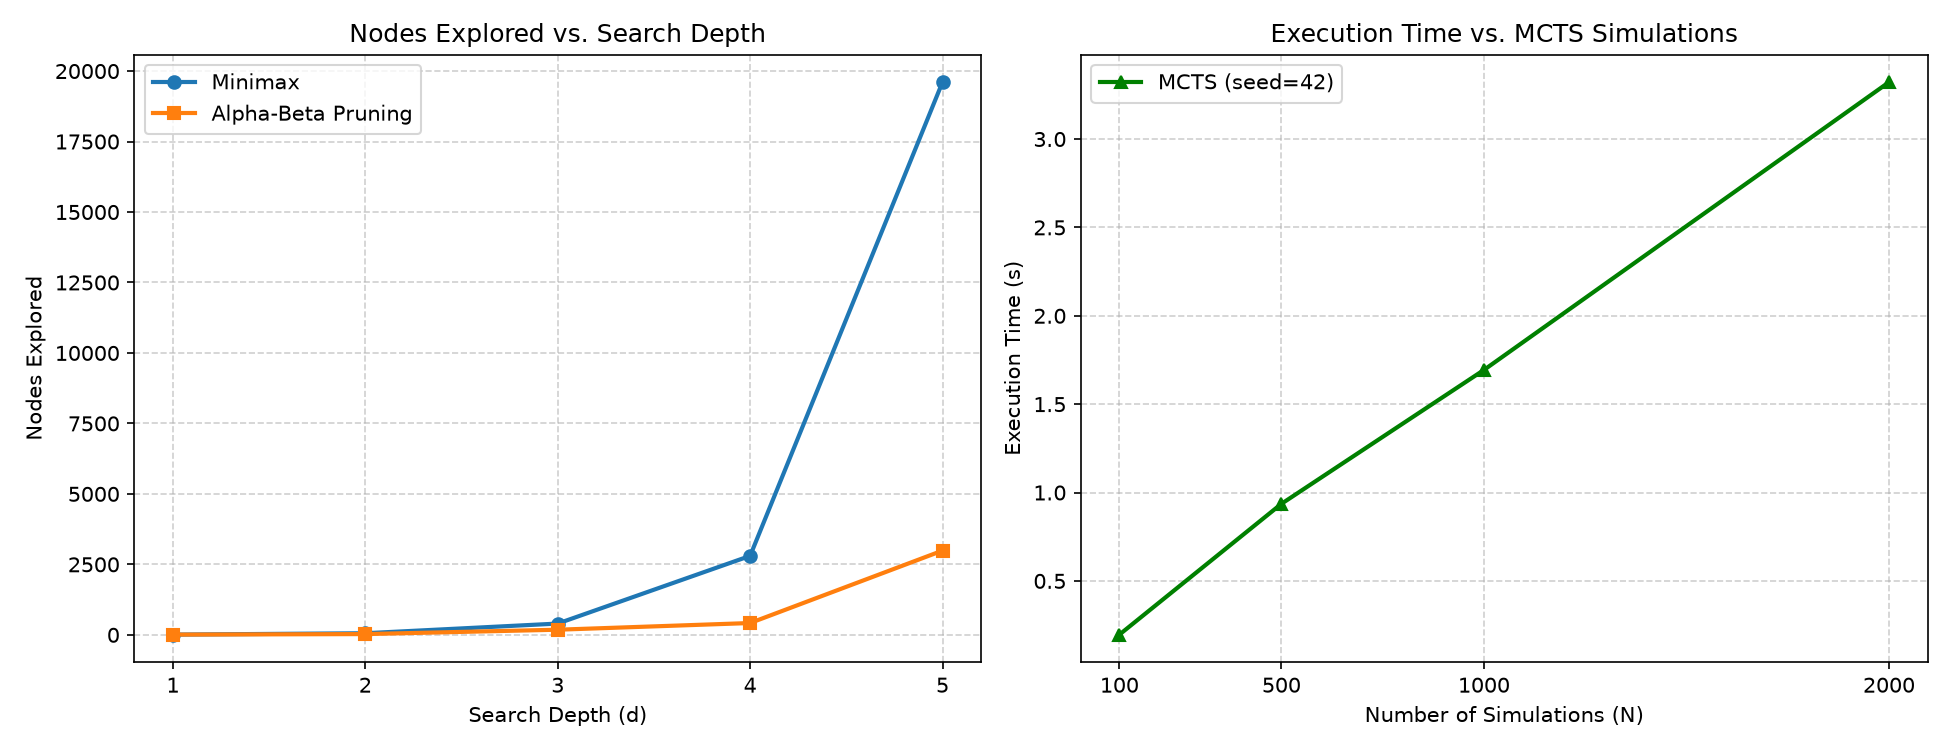 Nodes Explored vs. Search Depth
Minimax
Alpha-Beta Pruning
20000
17500
15000
12500
10000
7500
5000
2500
0
Nodes Explored
1 2 3 4 5
Search Depth (d)
Execution Time vs. MCTS Simulations
MCTS (seed=42)
3.0
2.5
2.0
1.5
1.0
0.5
Execution Time (s)
100 500 1000 2000
Number of Simulations (N)